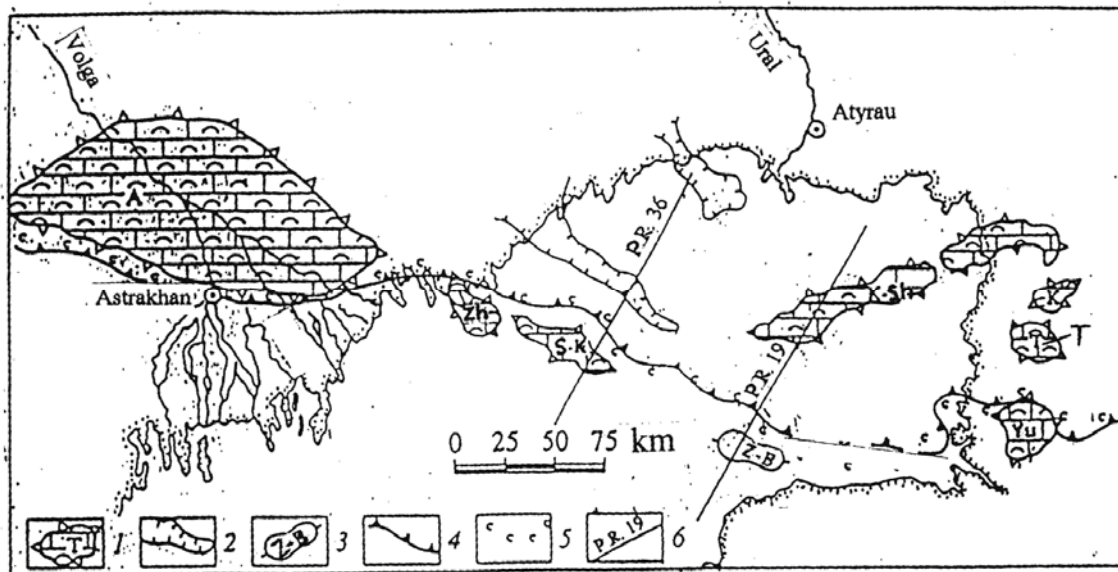 Volga
Ural
Atyrau
A
P.R. 36
Astrakhan
Zh
S-K
Sh
K
T
T
P.R. 19
Yu
0 25 50 75 km
Z-B
T 1
2
Z-B 3
4
c c c 5
P.R. 19 6